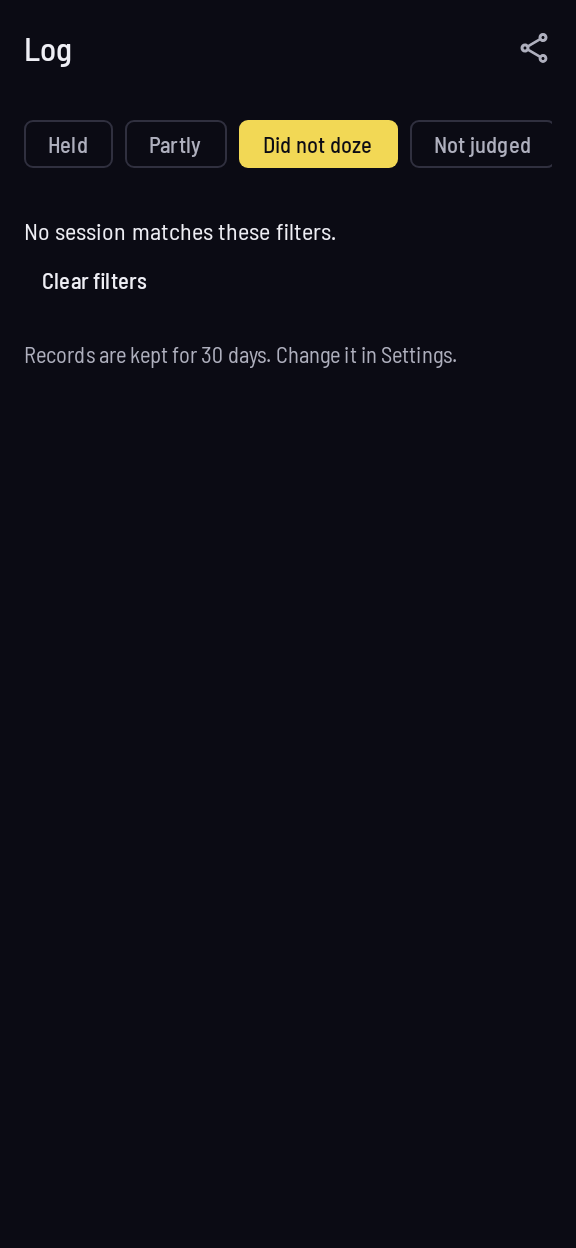 Log
Held
Partly
Did not doze
Not judged
No session matches these filters.
Clear filters
Records are kept for 30 days. Change it in Settings.